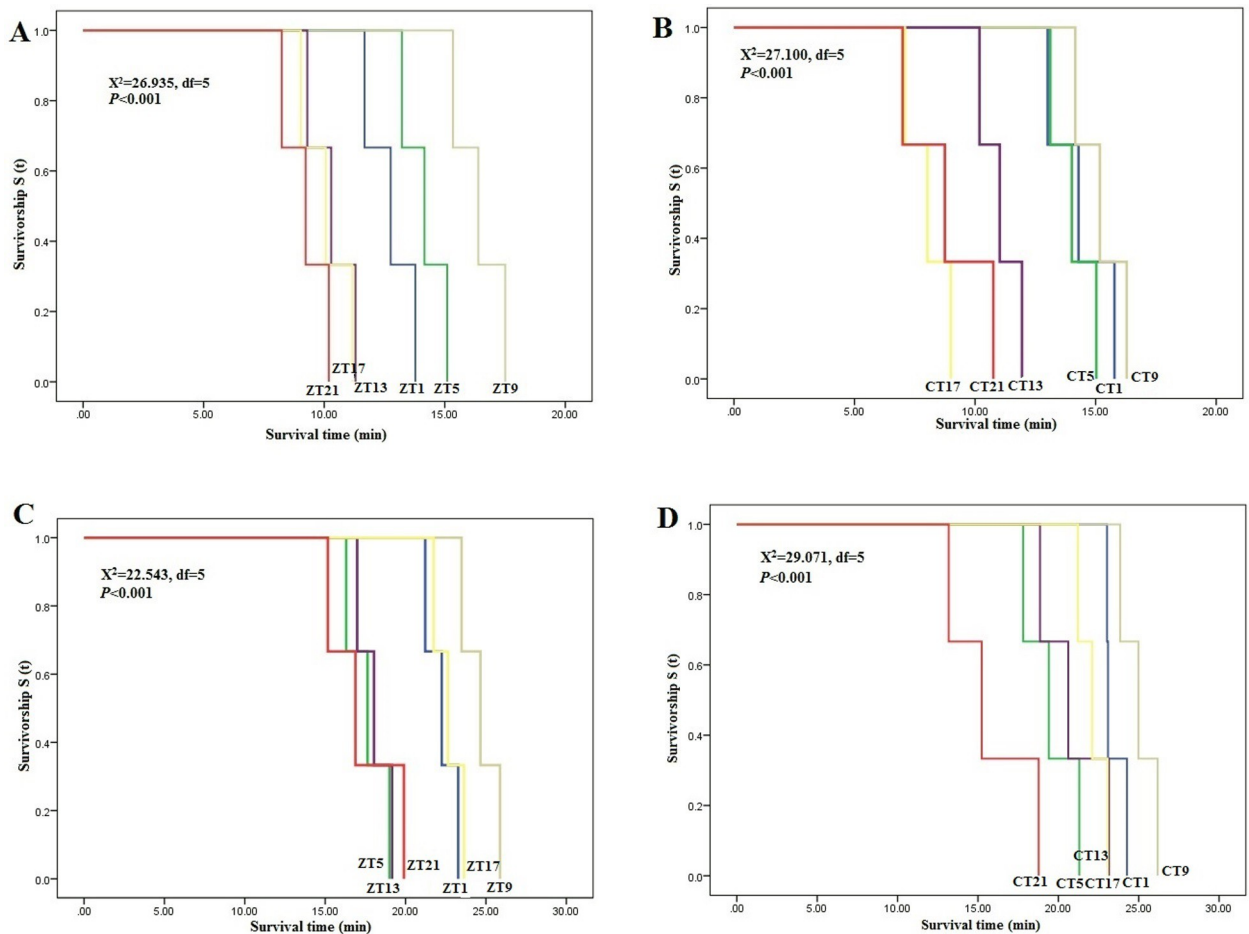 A
X²=26.935, df=5
P<0.001
Survivorship S (t)
1.0
0.8
0.6
0.4
0.2
0.0
ZT17
ZT21 ZT13 ZT1 ZT5 ZT9
.00 5.00 10.00 15.00 20.00
Survival time (min)
B
X²=27.100, df=5
P<0.001
Survivorship S (t)
1.0
0.8
0.6
0.4
0.2
0.0
CT17 CT21 CT13 CT5 CT1 CT9
.00 5.00 10.00 15.00 20.00
Survival time (min)
C
X²=22.543, df=5
P<0.001
Survivorship S (t)
1.0
0.8
0.6
0.4
0.2
0.0
ZT5 ZT21 ZT17
ZT13 ZT1 ZT9
.00 5.00 10.00 15.00 20.00 25.00 30.00
Survival time (min)
D
X²=29.071, df=5
P<0.001
Survivorship S (t)
1.0
0.8
0.6
0.4
0.2
0.0
CT13
CT21 CT5 CT17 CT1 CT9
.00 5.00 10.00 15.00 20.00 25.00 30.00
Survival time (min)